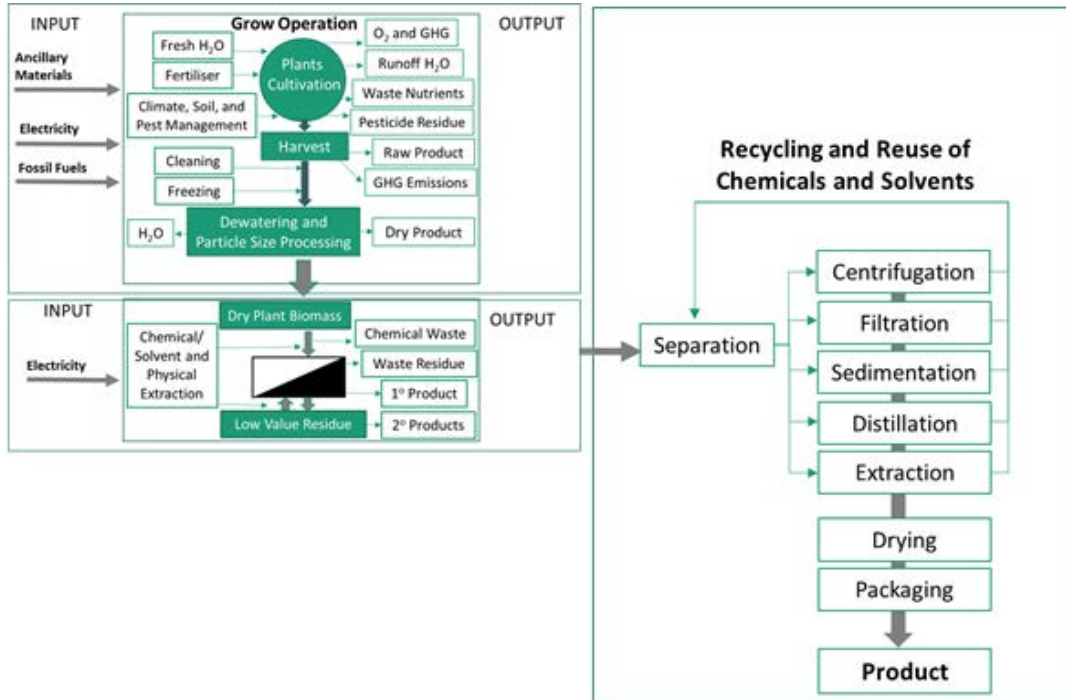 INPUT
Grow Operation
OUTPUT
Ancillary
Materials
Electricity
Fossil Fuels
Fresh H₂O
Fertiliser
Climate, Soil, and
Pest Management
Plants
Cultivation
O₂ and GHG
Runoff H₂O
Waste Nutrients
Pesticide Residue
Harvest
Raw Product
GHG Emissions
Cleaning
Freezing
H₂O
Dewatering and
Particle Size Processing
Dry Product
INPUT
OUTPUT
Electricity
Chemical/
Solvent and
Physical
Extraction
Dry Plant Biomass
Chemical Waste
Waste Residue
1º Product
Low Value Residue
2º Products
Recycling and Reuse of
Chemicals and Solvents
Separation
Centrifugation
Filtration
Sedimentation
Distillation
Extraction
Drying
Packaging
Product